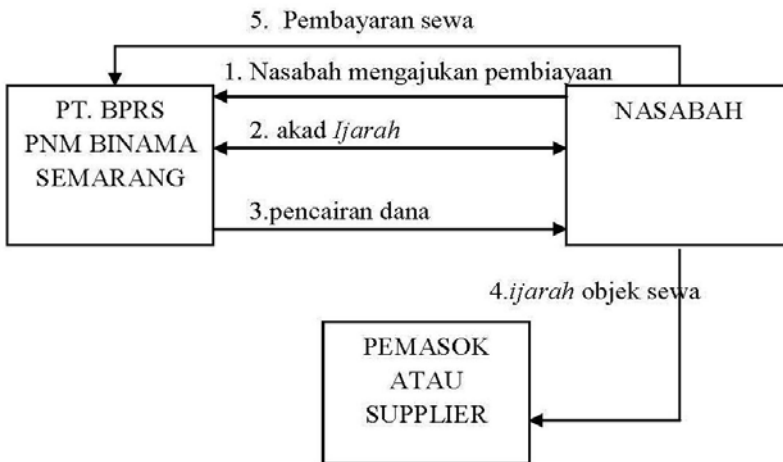 5. Pembayaran sewa
1. Nasabah mengajukan pembiayaan
PT. BPRS
PNM BINAMA
SEMARANG
NASABAH
2. akad Ijarah
3.pencairan dana
4.ijarah objek sewa
PEMASOK
ATAU
SUPPLIER